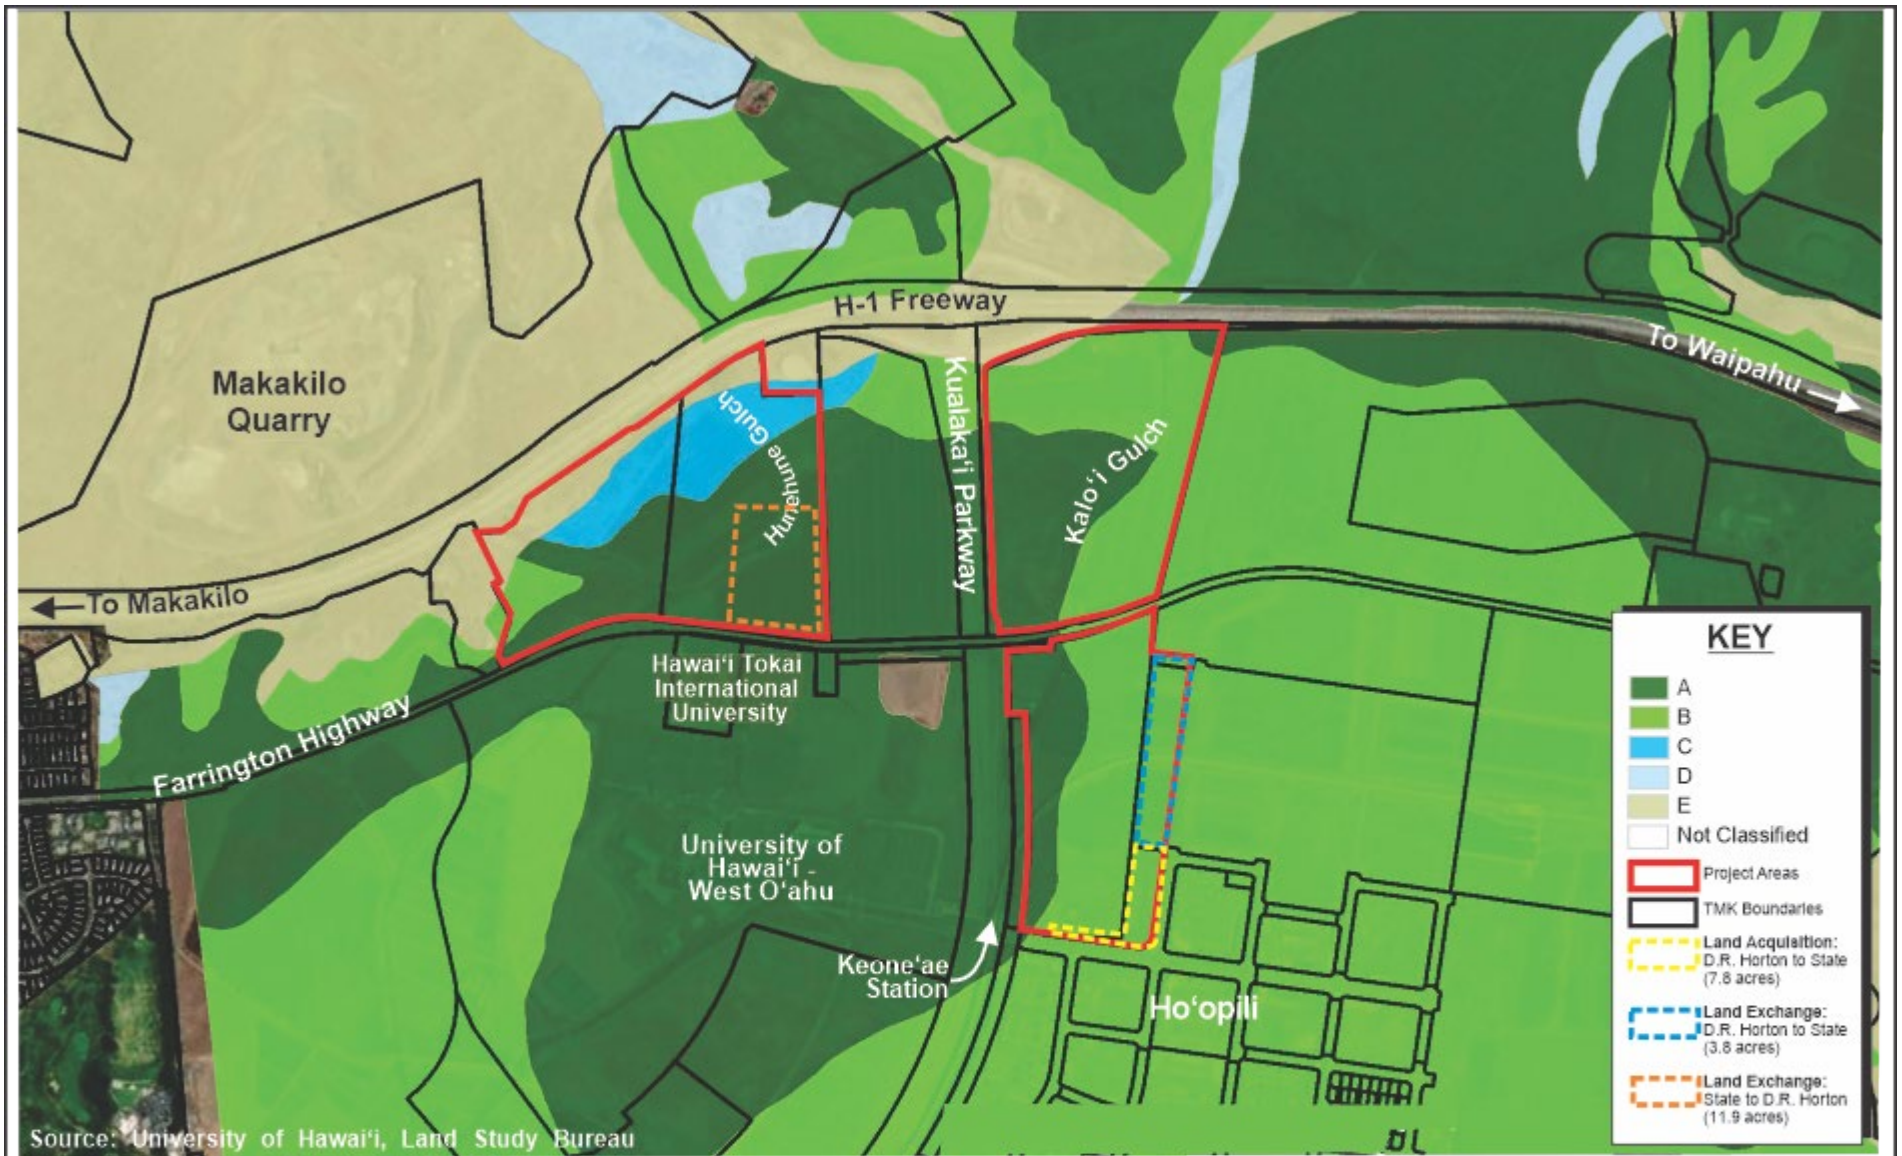 H-1 Freeway
To Waipahu
Makakilo
Quarry
Hunehune Gulch
Kualaka‘i Parkway
Kalo‘i Gulch
To Makakilo
Farrington Highway
Hawai‘i Tokai
International
University
University of
Hawai‘i -
West O‘ahu
Keone‘ae
Station
Ho‘opili
KEY
A
B
C
D
E
Not Classified
Project Areas
TMK Boundaries
Land Acquisition:
D.R. Horton to State
(7.8 acres)
Land Exchange:
D.R. Horton to State
(3.8 acres)
Land Exchange:
State to D.R. Horton
(11.9 acres)
Source: University of Hawai‘i, Land Study Bureau